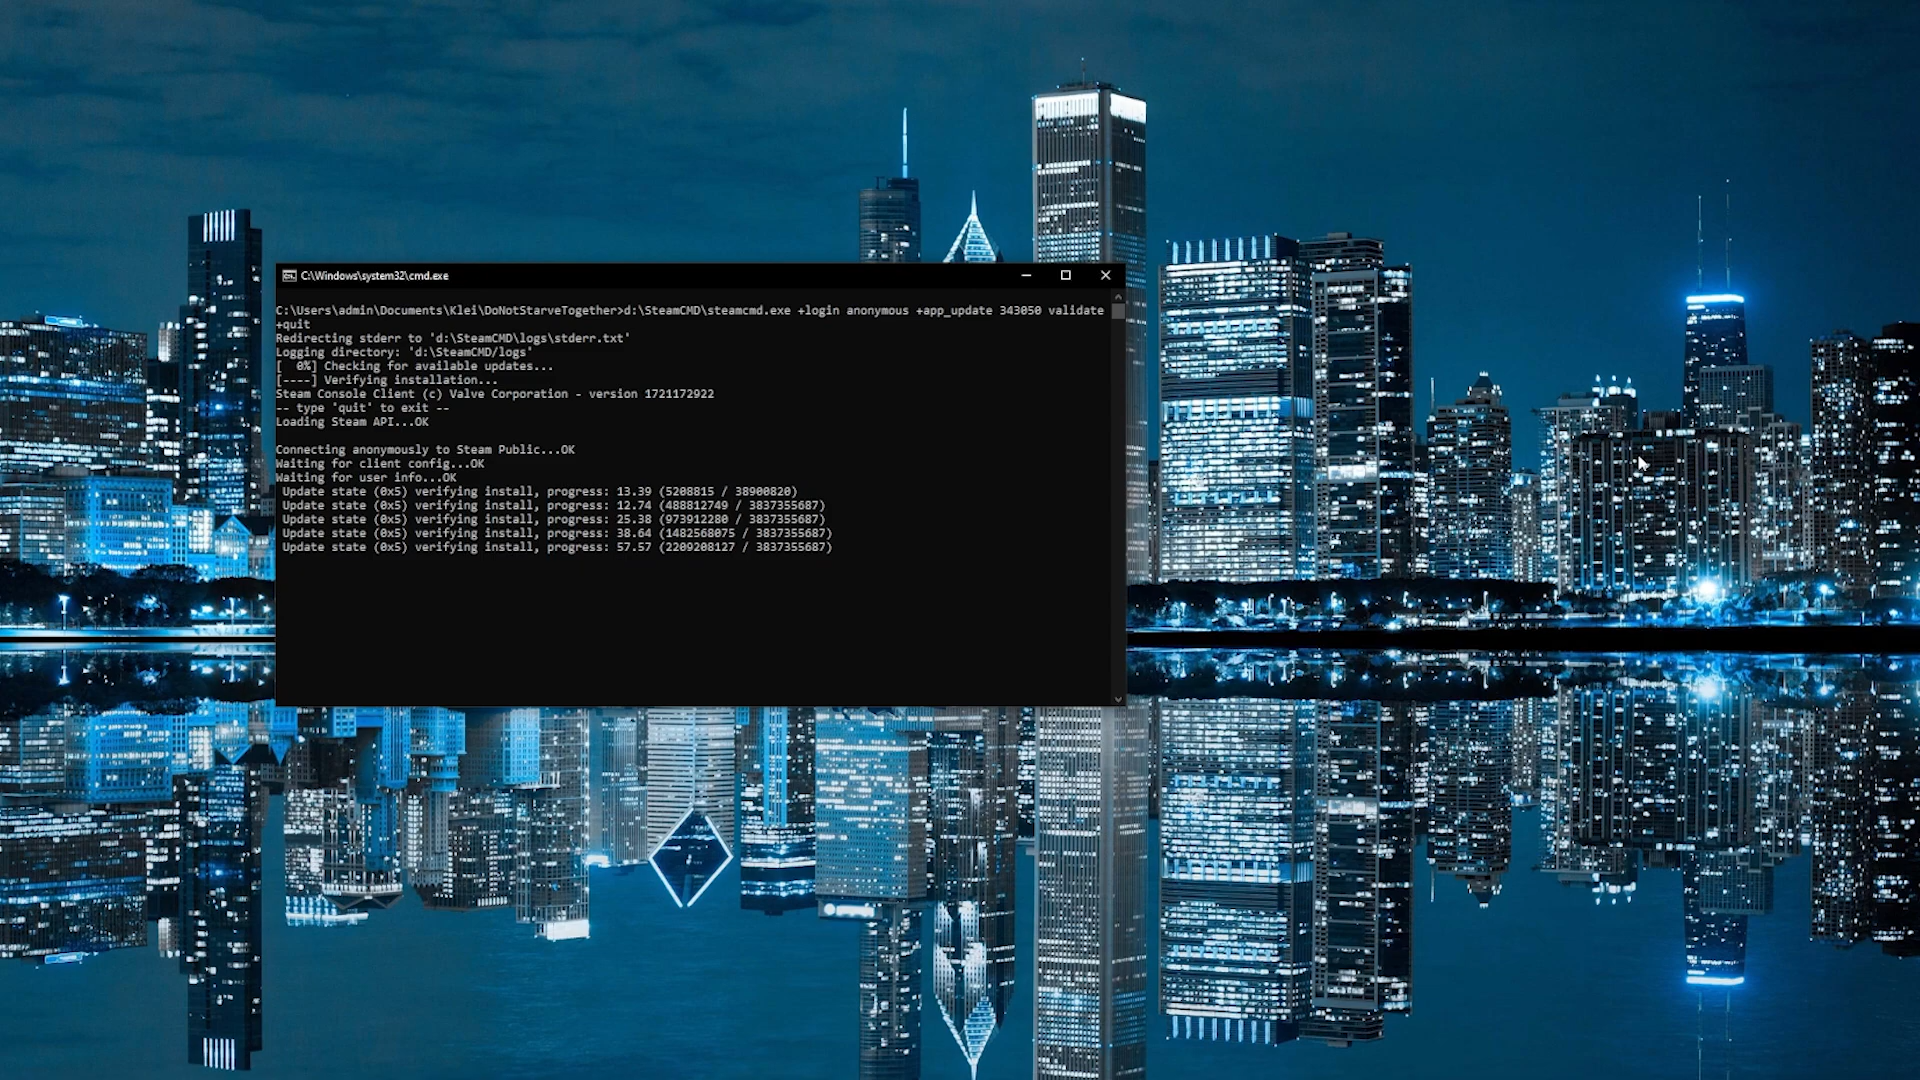 C:\Windows\system32\cmd.exe
C:\Users\admin\Documents\Klei\DoNotStarveTogether>d:\SteamCMD\steamcmd.exe +login anonymous +app_update 343050 validate
+quit
Redirecting stderr to 'd:\SteamCMD\logs\stderr.txt'
Logging directory: 'd:\SteamCMD/logs'
[  0%] Checking for available updates...
[----] Verifying installation...
Steam Console Client (c) Valve Corporation - version 1721172922
-- type 'quit' to exit --
Loading Steam API...OK
Connecting anonymously to Steam Public...OK
Waiting for client config...OK
Waiting for user info...OK
Update state (0x5) verifying install, progress: 13.39 (5208815 / 38900820)
Update state (0x5) verifying install, progress: 12.74 (488812749 / 3837355687)
Update state (0x5) verifying install, progress: 25.38 (973912280 / 3837355687)
Update state (0x5) verifying install, progress: 38.64 (1482568075 / 3837355687)
Update state (0x5) verifying install, progress: 57.57 (2209208127 / 3837355687)